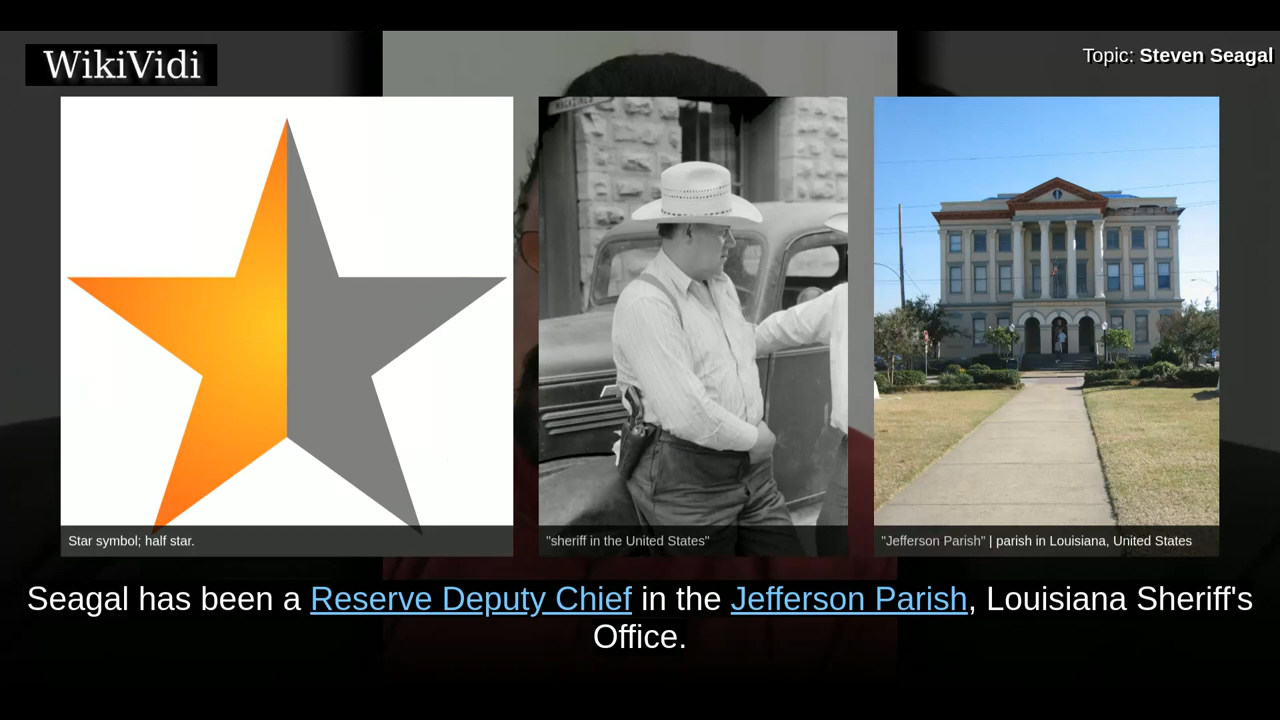 WikiVidi
Topic: Steven Seagal
Star symbol; half star.
"sheriff in the United States"
"Jefferson Parish" | parish in Louisiana, United States
Seagal has been a Reserve Deputy Chief in the Jefferson Parish, Louisiana Sheriff's
Office.